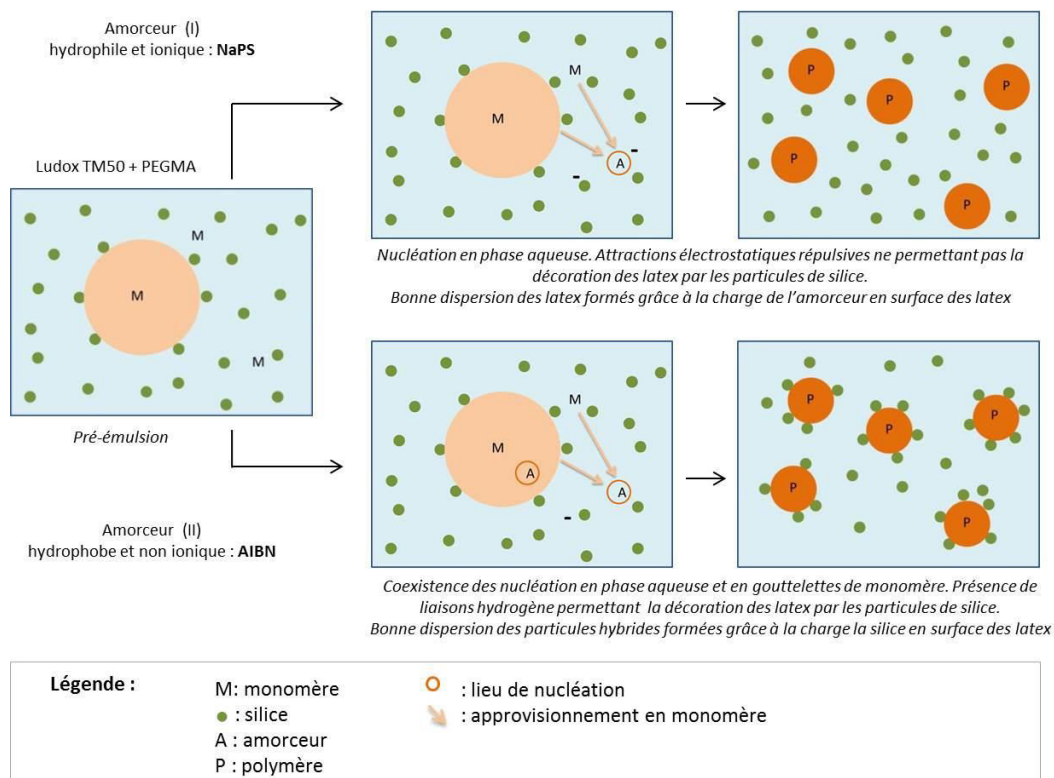 Amorceur (I)
hydrophile et ionique : NaPS
Ludox TM50 + PEGMA
M
M
M
Pré-émulsion
M
M
A
-
-
P
P
P
P
P
Nucléation en phase aqueuse. Attractions électrostatiques répulsives ne permettant pas la
décoration des latex par les particules de silice.
Bonne dispersion des latex formés grâce à la charge de l'amorceur en surface des latex
Amorceur (II)
hydrophobe et non ionique : AIBN
M
M
A
A
-
P
P
P
P
P
Coexistence des nucléation en phase aqueuse et en gouttelettes de monomère. Présence de
liaisons hydrogène permettant la décoration des latex par les particules de silice.
Bonne dispersion des particules hybrides formées grâce à la charge la silice en surface des latex
Légende :
M: monomère
: silice
A : amorceur
P : polymère
: lieu de nucléation
: approvisionnement en monomère